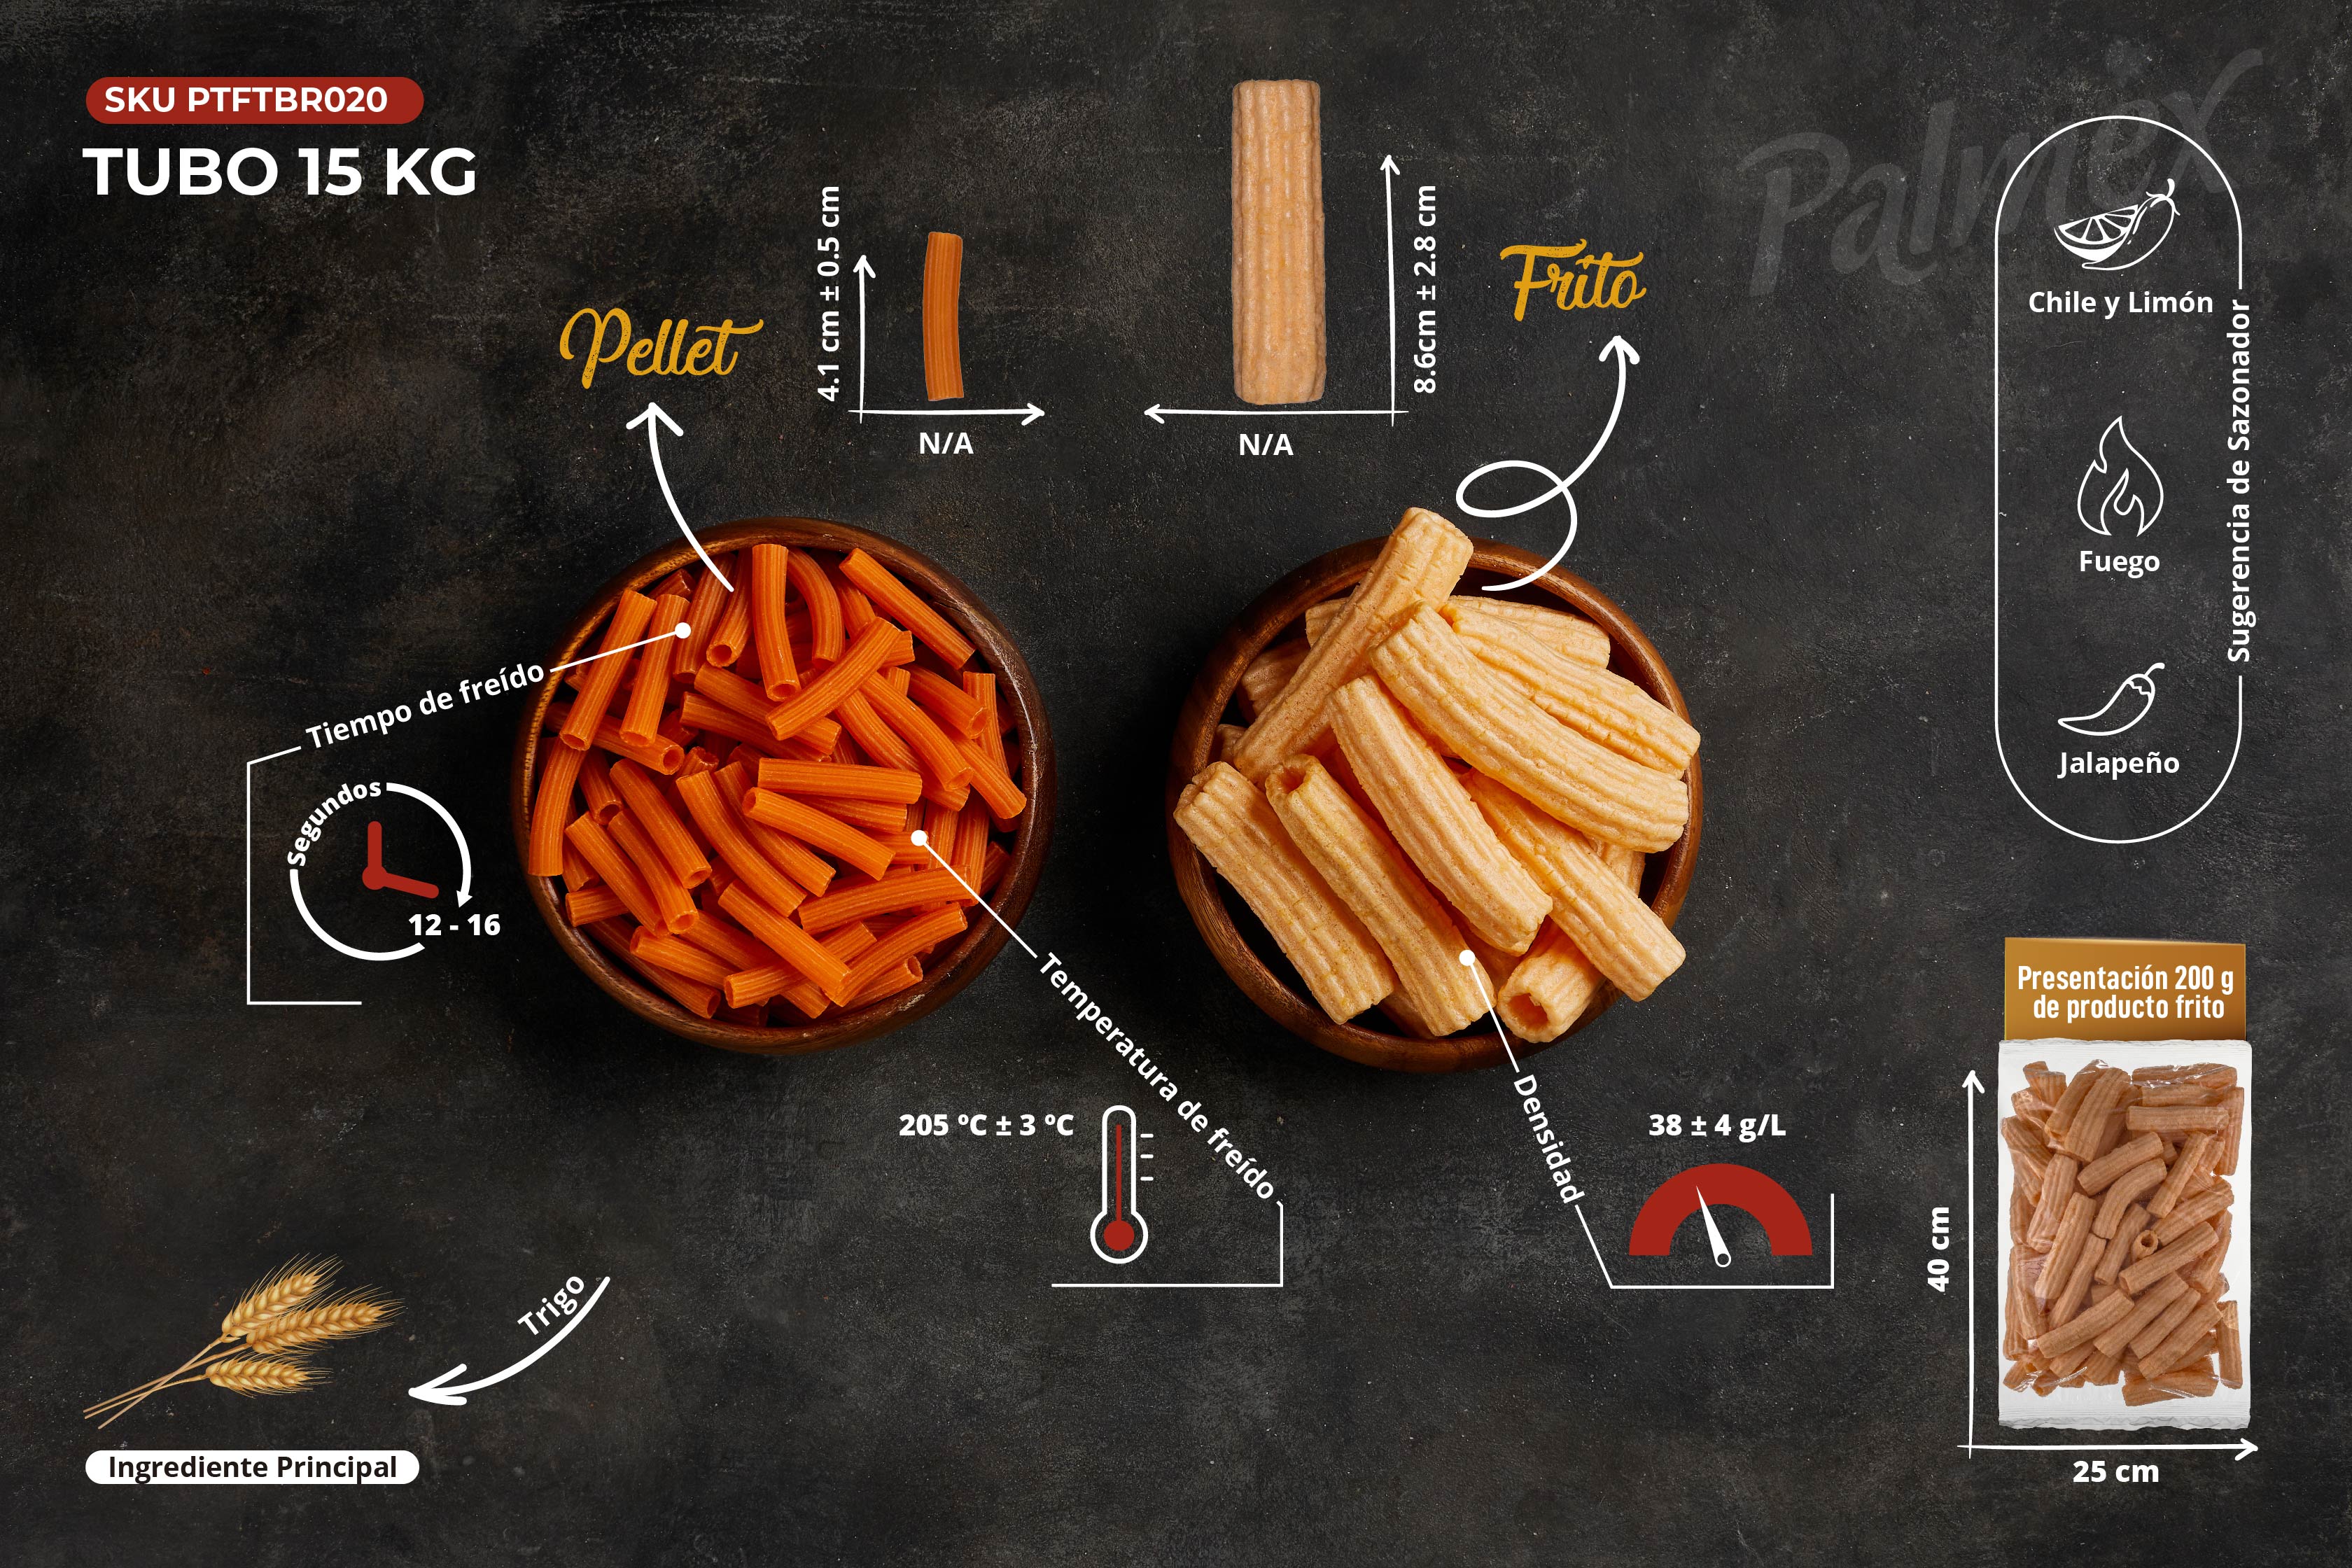 SKU PTFTBR020
TUBO 15 KG
Palmex
Pellet
4.1 cm ± 0.5 cm
N/A
8.6cm ± 2.8 cm
N/A
Frito
Chile y Limón
Fuego
Jalapeño
Sugerencia de Sazonador
Tiempo de freído
Segundos
12 - 16
Temperatura de freído
205 ºC ± 3 ºC
Densidad
38 ± 4 g/L
Presentación 200 g
de producto frito
40 cm
25 cm
Trigo
Ingrediente Principal